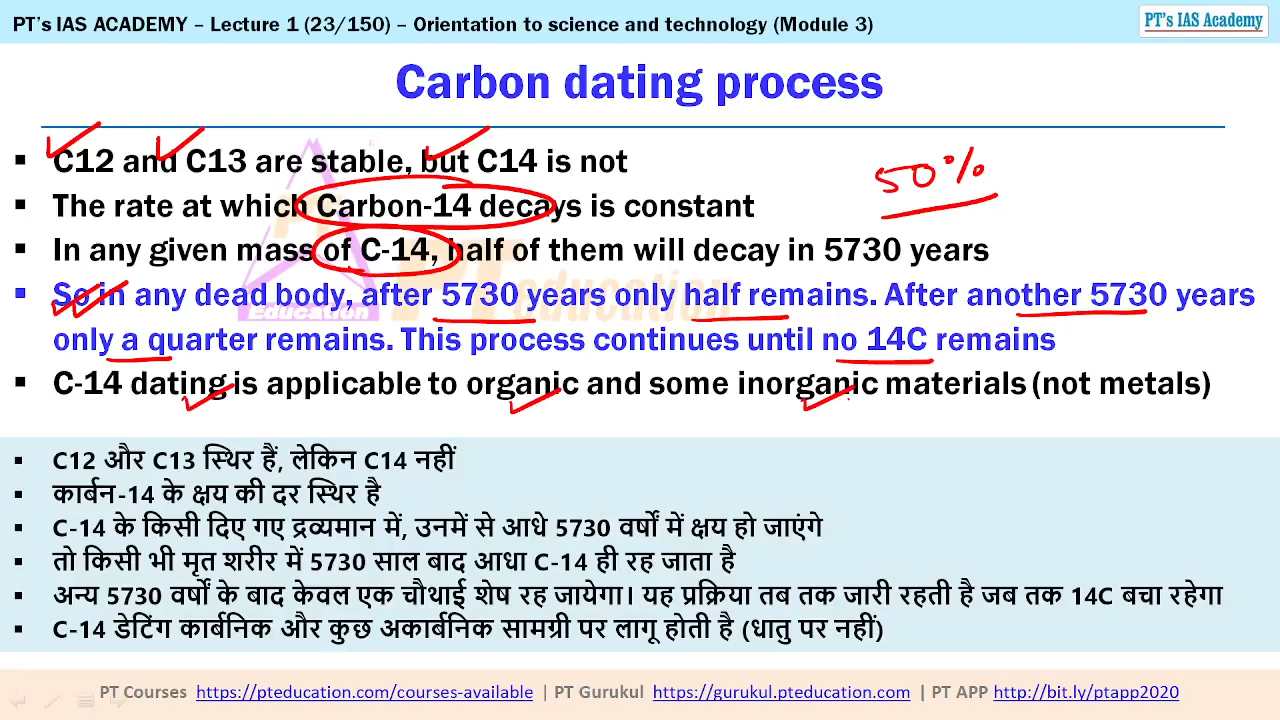 PT's IAS ACADEMY – Lecture 1 (23/150) – Orientation to science and technology (Module 3)
PT's IAS Academy
Carbon dating process
▪ C12 and C13 are stable, but C14 is not
50%
▪ The rate at which Carbon-14 decays is constant
▪ In any given mass of C-14, half of them will decay in 5730 years
▪ So in any dead body, after 5730 years only half remains. After another 5730 years
only a quarter remains. This process continues until no 14C remains
▪ C-14 dating is applicable to organic and some inorganic materials (not metals)
PT education
Education
▪ C12 और C13 स्थिर हैं, लेकिन C14 नहीं
▪ कार्बन-14 के क्षय की दर स्थिर है
▪ C-14 के किसी दिए गए द्रव्यमान में, उनमें से आधे 5730 वर्षों में क्षय हो जाएंगे
▪ तो किसी भी मृत शरीर में 5730 साल बाद आधा C-14 ही रह जाता है
▪ अन्य 5730 वर्षों के बाद केवल एक चौथाई शेष रह जायेगा। यह प्रक्रिया तब तक जारी रहती है जब तक 14C बचा रहेगा
▪ C-14 डेटिंग कार्बनिक और कुछ अकार्बनिक सामग्री पर लागू होती है (धातु पर नहीं)
PT Courses https://pteducation.com/courses-available | PT Gurukul https://gurukul.pteducation.com | PT APP http://bit.ly/ptapp2020